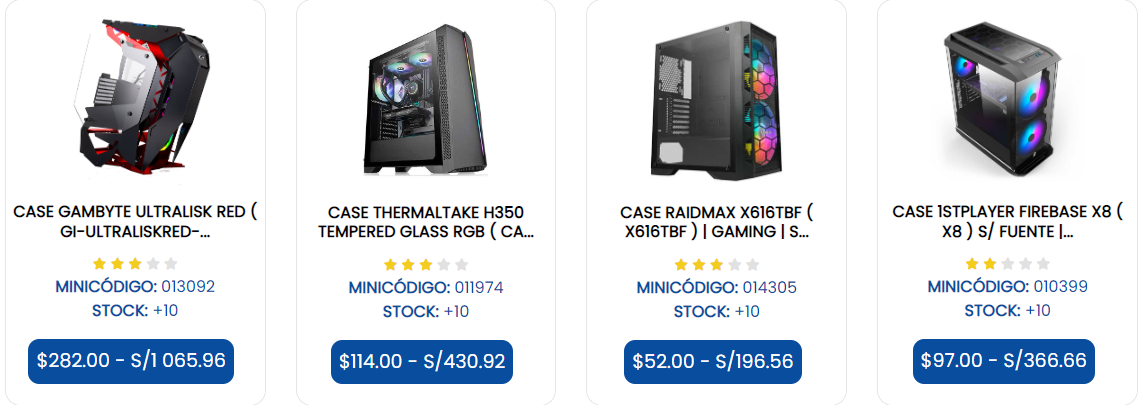 CASE GAMBYTE ULTRALISK RED (
GI-ULTRALISKRED-...
MINICÓDIGO: 013092
STOCK: +10
$282.00 - S/1 065.96
CASE THERMALTAKE H350
TEMPERED GLASS RGB ( CA...
MINICÓDIGO: 011974
STOCK: +10
$114.00 - S/430.92
CASE RAIDMAX X616TBF (
X616TBF ) | GAMING | S...
MINICÓDIGO: 014305
STOCK: +10
$52.00 - S/196.56
CASE 1STPLAYER FIREBASE X8 (
X8 ) S/ FUENTE |...
MINICÓDIGO: 010399
STOCK: +10
$97.00 - S/366.66